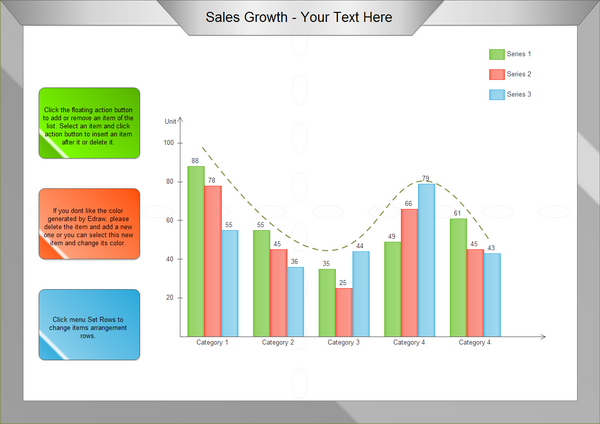 Sales Growth - Your Text Here
Series 1
Series 2
Series 3
Click the floating action button
to add or remove an item of the
list. Select an item and click
action button to insert an item
after it or delete it.
If you dont like the color
generated by Edraw, please
delete the item and add a new
one or you can select this new
item and change its color.
Click menu Set Rows to
change items arrangement
rows.
Unit
100
80
60
40
20
88
78
55
55
45
36
35
25
44
49
66
79
61
45
43
Category 1
Category 2
Category 3
Category 4
Category 4